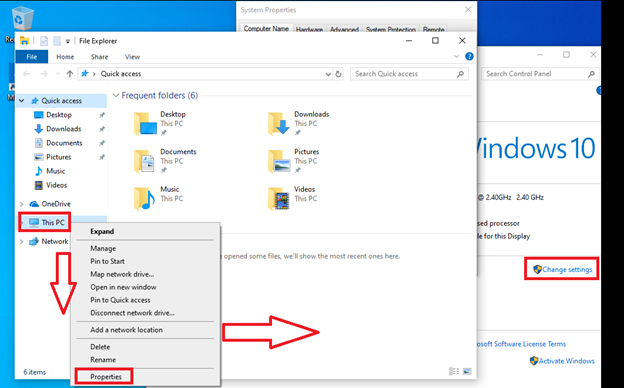 System Properties
Computer Name Hardware Advanced System Protection Remote
File Explorer
File Home Share View
Quick access
Search Quick access
Search Control Panel
Quick access
Desktop
Downloads
Documents
Pictures
Music
Videos
OneDrive
This PC
Network
Frequent folders (6)
Desktop
This PC
Downloads
This PC
Documents
This PC
Pictures
This PC
Music
This PC
Videos
This PC
opened some files, we'll show the most recent ones here.
Expand
Manage
Pin to Start
Map network drive...
Open in new window
Pin to Quick access
Disconnect network drive...
Add a network location
Delete
Rename
Properties
6 items
Windows 10
@ 2.40GHz 2.40 GHz
sed processor
le for this Display
Change settings
osoft Software License Terms
Activate Windows